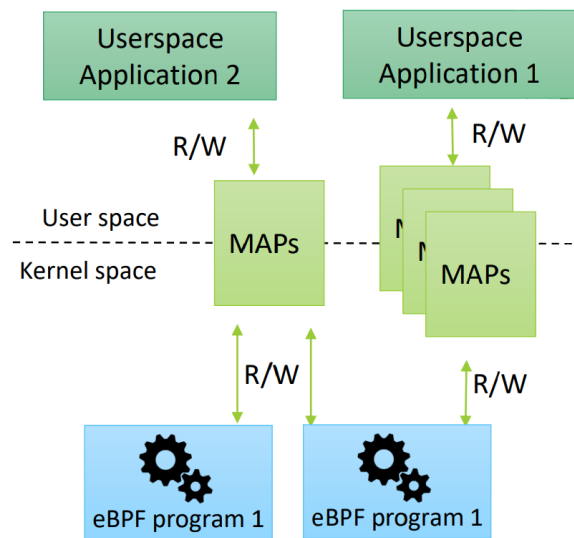 Userspace
Application 2
Userspace
Application 1
R/W
R/W
User space
MAPs
M
M
MAPs
Kernel space
R/W
R/W
eBPF program 1
eBPF program 1